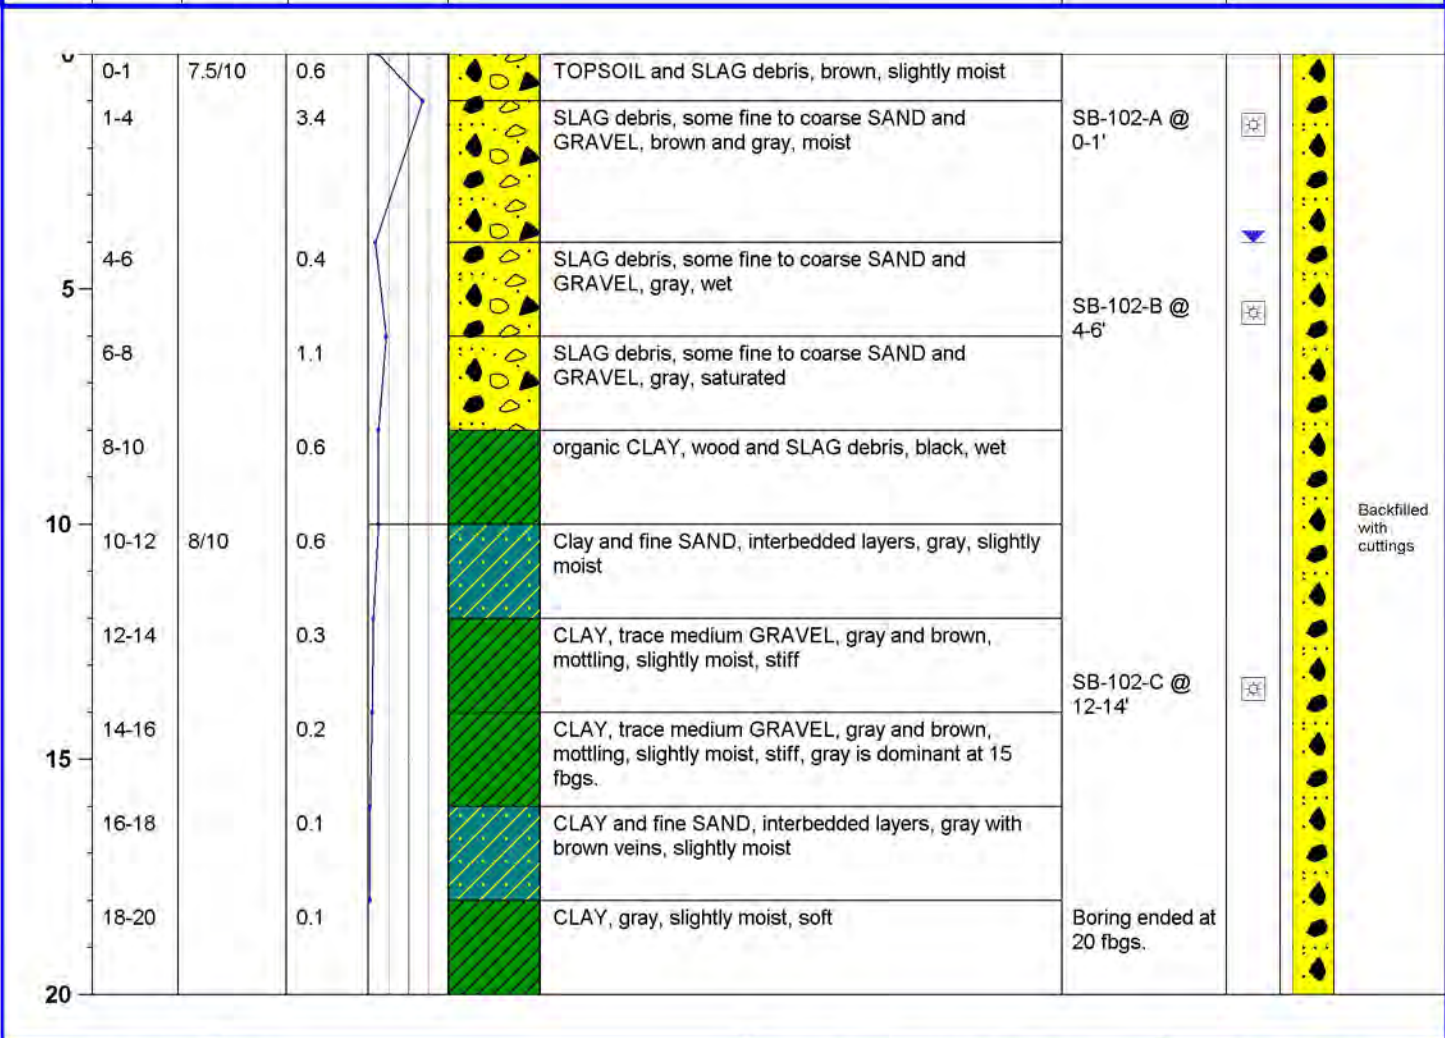 0
0-1 7.5/10 0.6 TOPSOIL and SLAG debris, brown, slightly moist
1-4 3.4 SLAG debris, some fine to coarse SAND and
GRAVEL, brown and gray, moist
SB-102-A @
0-1'
4-6 0.4 SLAG debris, some fine to coarse SAND and
GRAVEL, gray, wet
5
SB-102-B @
4-6'
6-8 1.1 SLAG debris, some fine to coarse SAND and
GRAVEL, gray, saturated
8-10 0.6 organic CLAY, wood and SLAG debris, black, wet
10
Backfilled
with
cuttings
10-12 8/10 0.6 Clay and fine SAND, interbedded layers, gray, slightly
moist
12-14 0.3 CLAY, trace medium GRAVEL, gray and brown,
mottling, slightly moist, stiff
SB-102-C @
12-14'
14-16 0.2 CLAY, trace medium GRAVEL, gray and brown,
mottling, slightly moist, stiff, gray is dominant at 15
fbgs.
15
16-18 0.1 CLAY and fine SAND, interbedded layers, gray with
brown veins, slightly moist
18-20 0.1 CLAY, gray, slightly moist, soft
Boring ended at
20 fbgs.
20